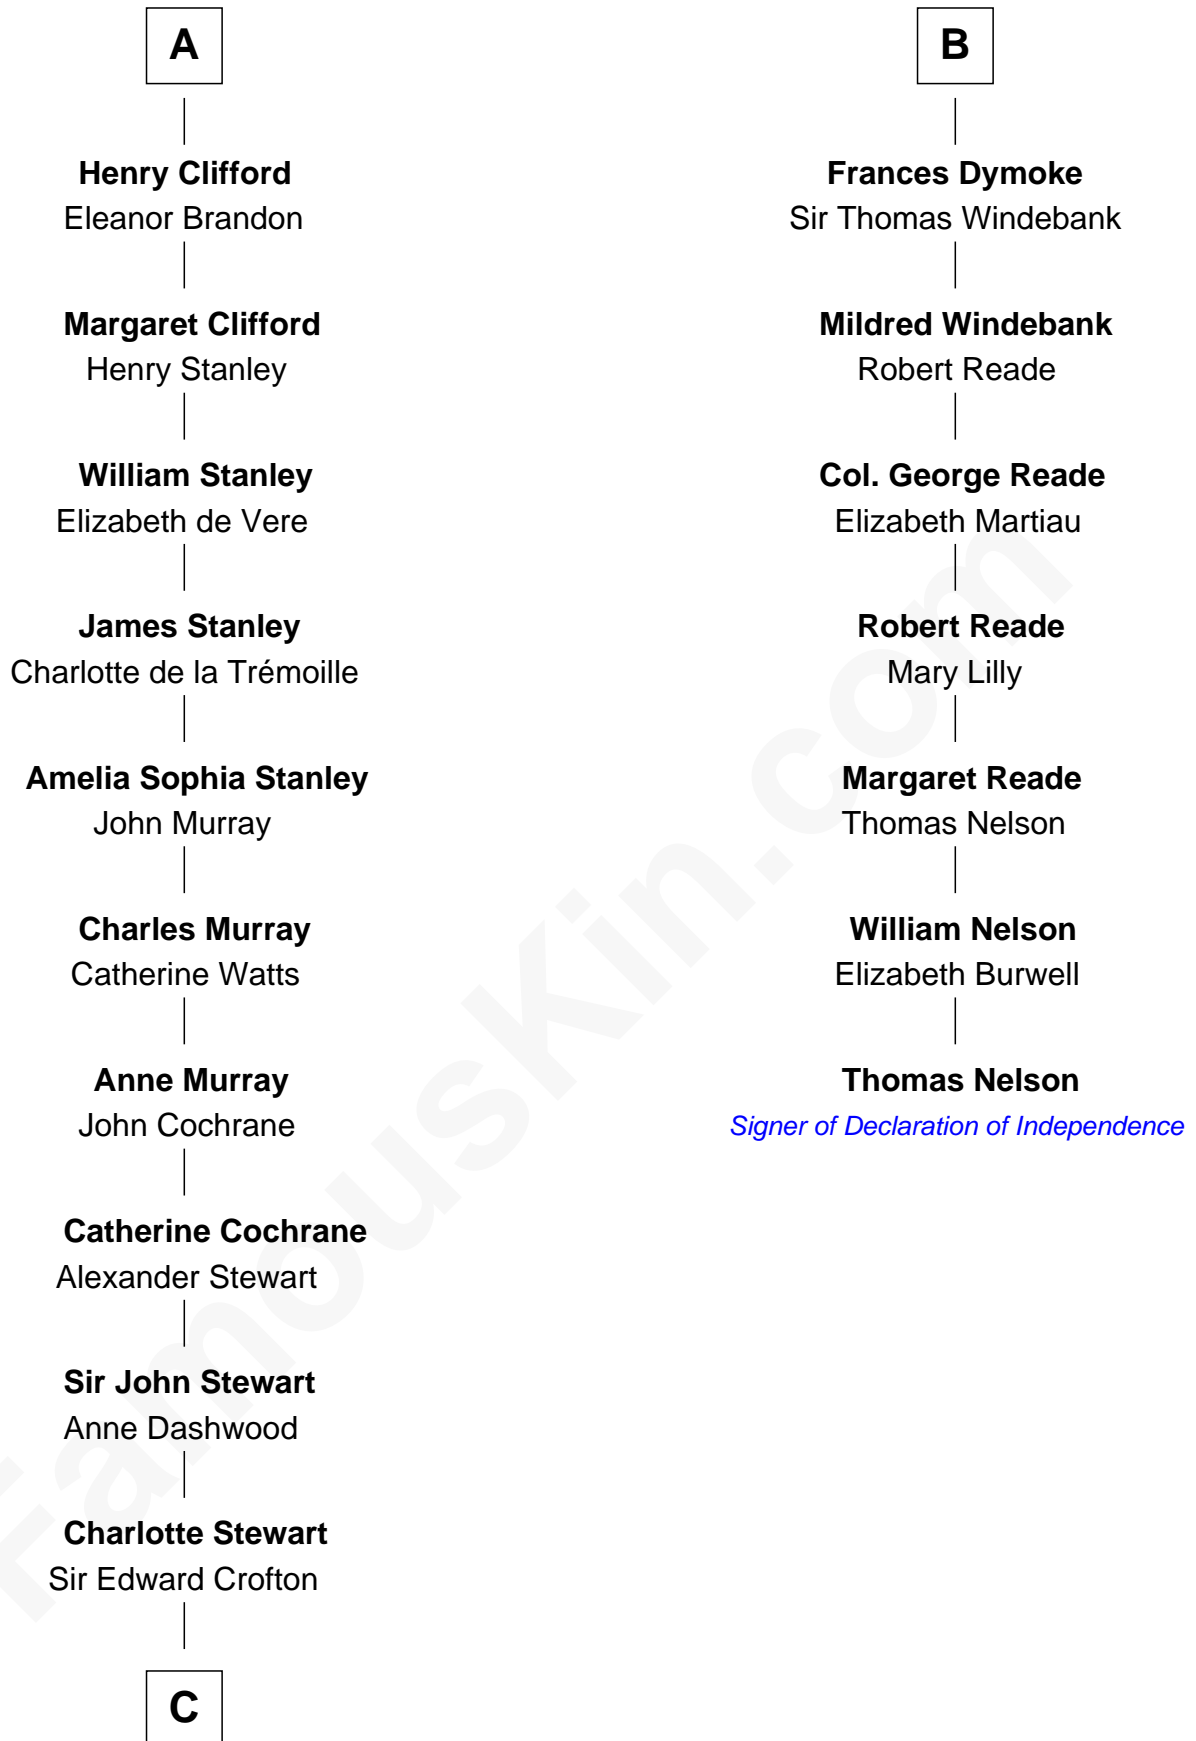 A
Henry Clifford
Eleanor Brandon
Margaret Clifford
Henry Stanley
William Stanley
Elizabeth de Vere
James Stanley
Charlotte de la Trémoille
Amelia Sophia Stanley
John Murray
Charles Murray
Catherine Watts
Anne Murray
John Cochrane
Catherine Cochrane
Alexander Stewart
Sir John Stewart
Anne Dashwood
Charlotte Stewart
Sir Edward Crofton
C
B
Frances Dymoke
Sir Thomas Windebank
Mildred Windebank
Robert Reade
Col. George Reade
Elizabeth Martiau
Robert Reade
Mary Lilly
Margaret Reade
Thomas Nelson
William Nelson
Elizabeth Burwell
Thomas Nelson
Signer of Declaration of Independence
FamousKin.com